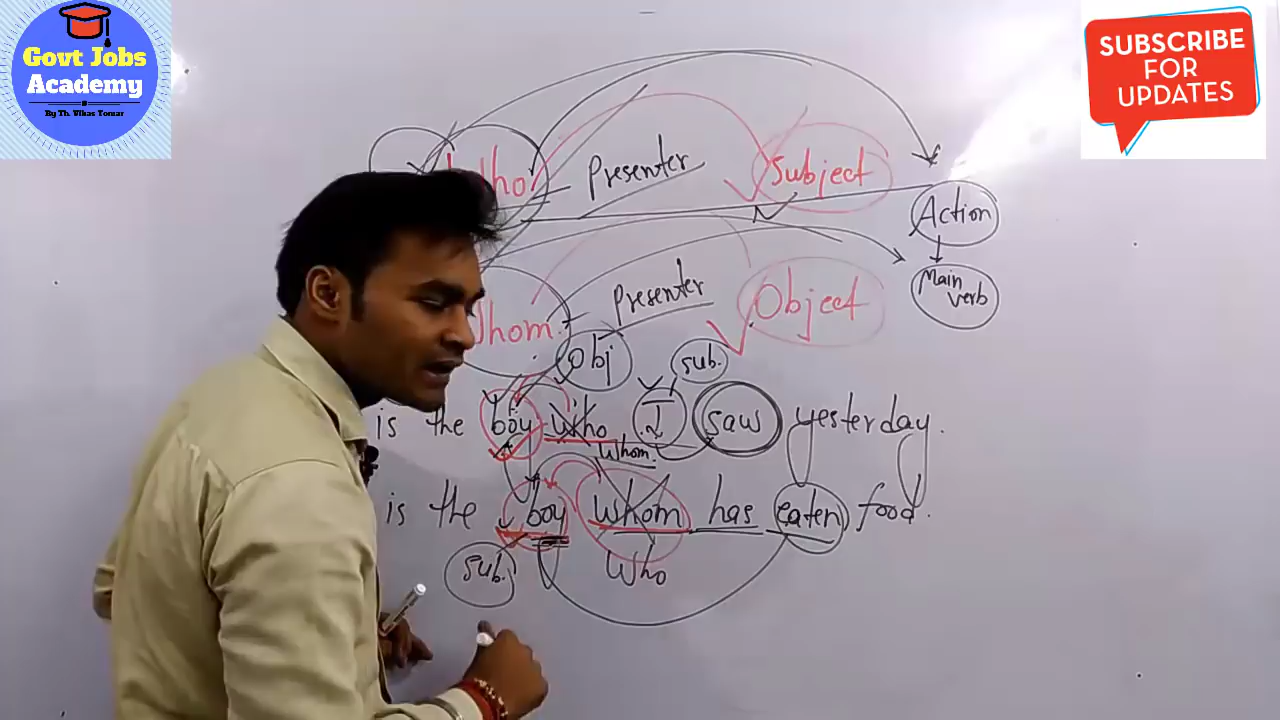 Govt Jobs
Academy
By Th. Vikas Tomar
SUBSCRIBE
FOR
UPDATES
Who Presenter Subject
Action
Main
verb
Whom Presenter Object
Obj sub.
is the boy who I saw yesterday.
Whom
is the boy whom has eaten food.
Subj Who